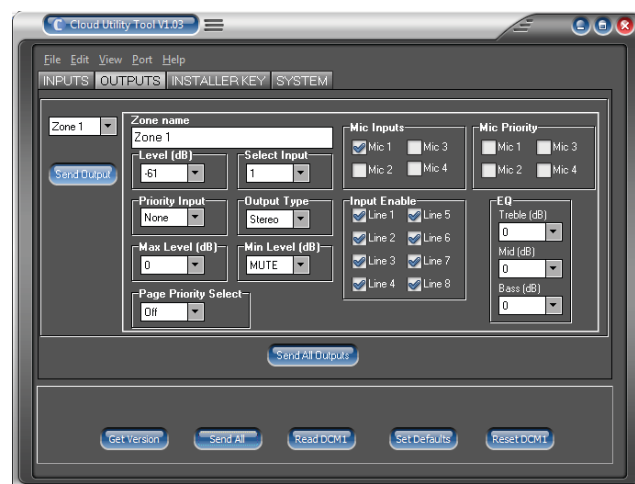 C Cloud Utility Tool V1.03
File Edit View Port Help
INPUTS OUTPUTS INSTALLER KEY SYSTEM
Zone 1
Send Output
Zone name
Zone 1
Level (dB)
-61
Select Input
1
Priority Input
None
Output Type
Stereo
Max Level (dB)
0
Min Level (dB)
MUTE
Page Priority Select
Off
Mic Inputs
Mic 1 Mic 3
Mic 2 Mic 4
Mic Priority
Mic 1 Mic 3
Mic 2 Mic 4
Input Enable
Line 1 Line 5
Line 2 Line 6
Line 3 Line 7
Line 4 Line 8
EQ
Treble (dB)
0
Mid (dB)
0
Bass (dB)
0
Send All Outputs
Get Version Send All Read DCM1 Set Defaults Reset DCM1